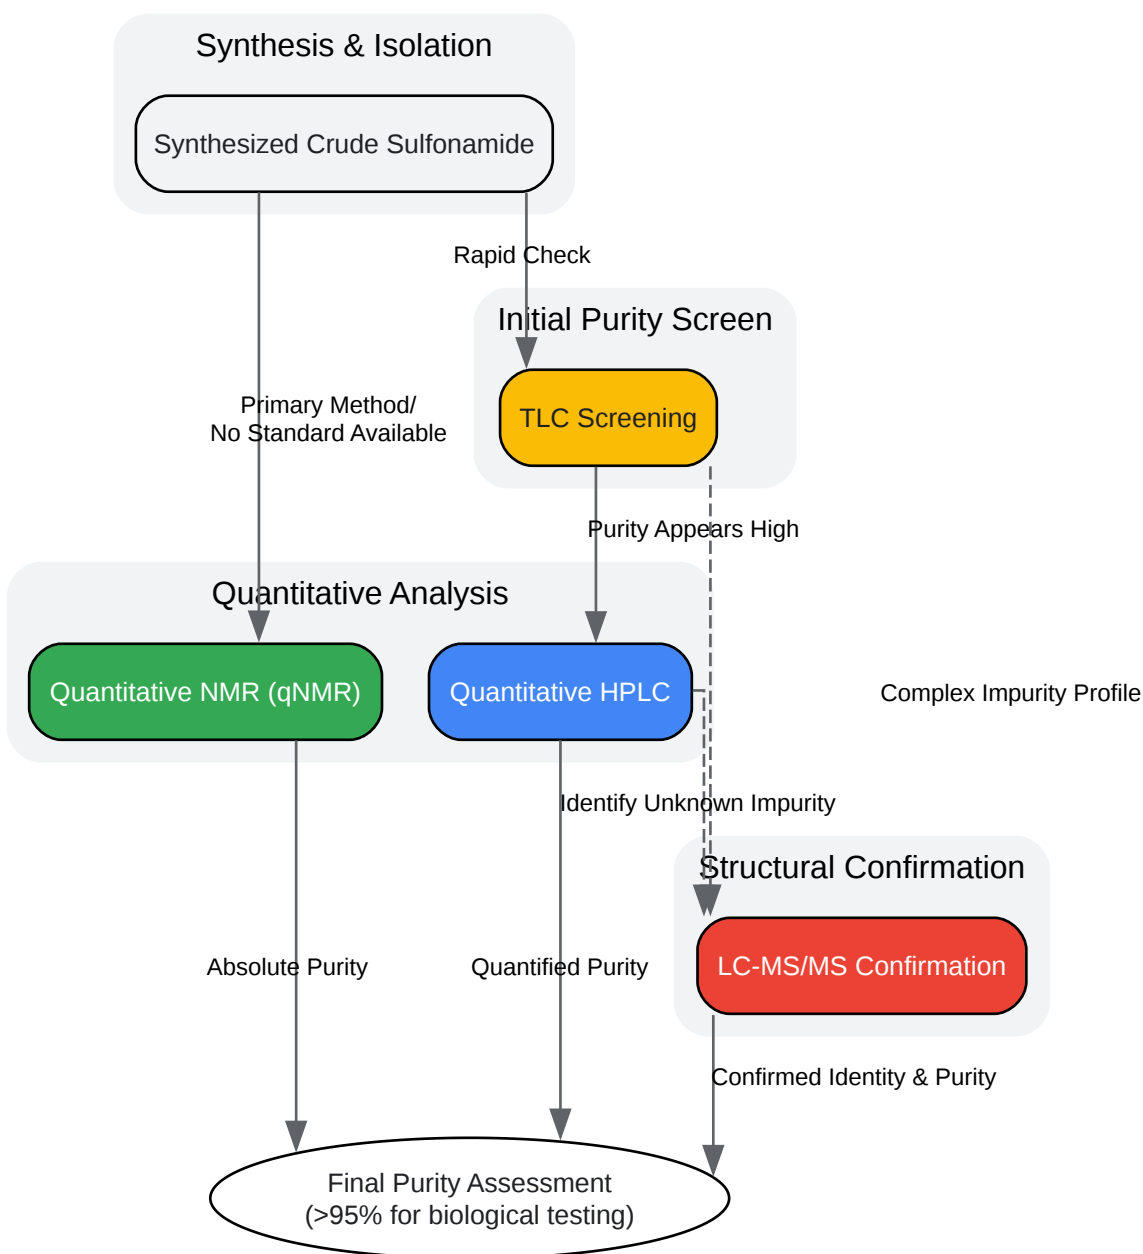 Synthesis & Isolation
Synthesized Crude Sulfonamide
Rapid Check
Initial Purity Screen
Primary Method/
No Standard Available
TLC Screening
Purity Appears High
Quantitative Analysis
Quantitative NMR (qNMR)
Quantitative HPLC
Complex Impurity Profile
Identify Unknown Impurity
Structural Confirmation
Absolute Purity
Quantified Purity
LC-MS/MS Confirmation
Confirmed Identity & Purity
Final Purity Assessment
(>95% for biological testing)